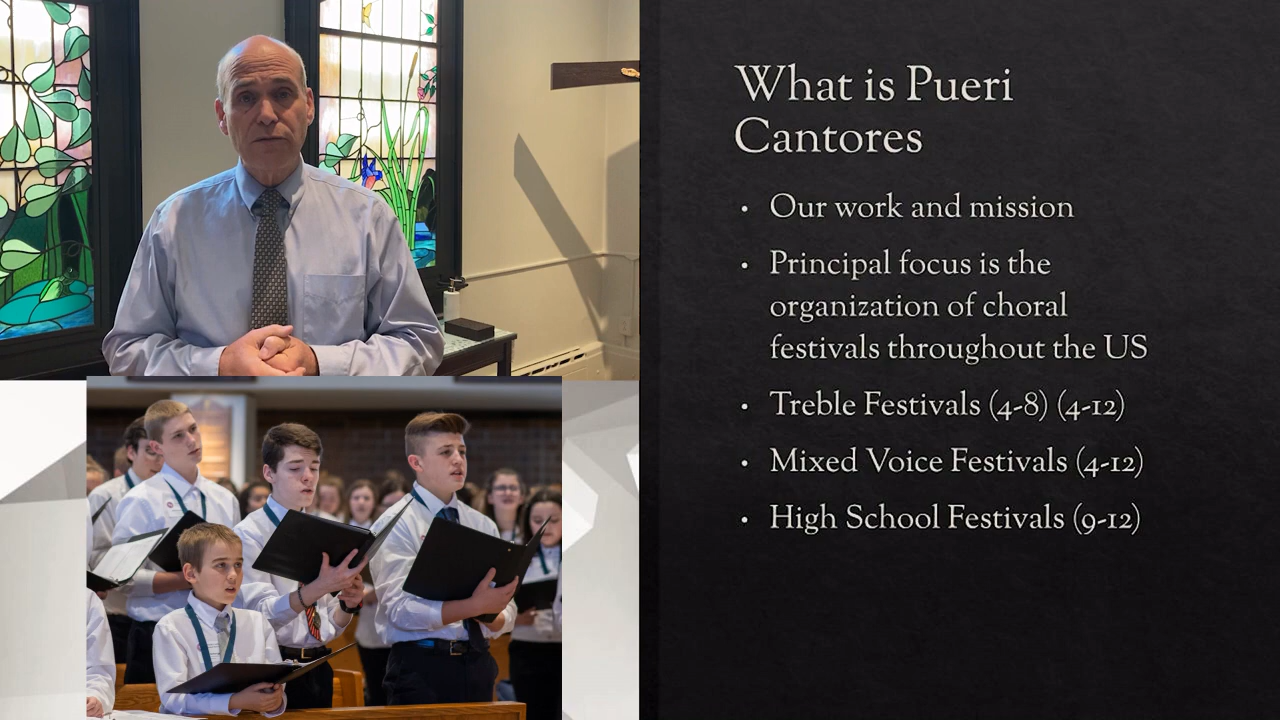 What is Pueri
Cantores
• Our work and mission
• Principal focus is the
organization of choral
festivals throughout the US
• Treble Festivals (4-8) (4-12)
• Mixed Voice Festivals (4-12)
• High School Festivals (9-12)